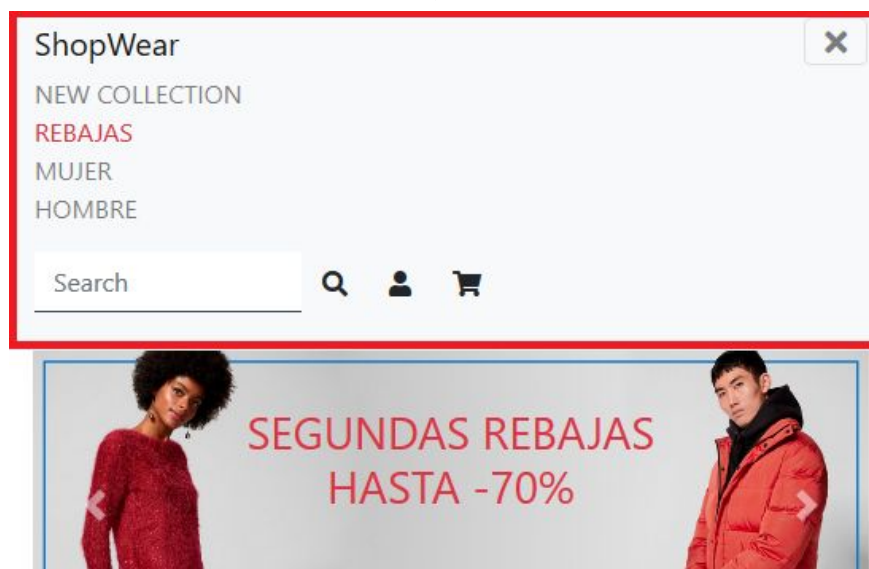 ShopWear
NEW COLLECTION
REBAJAS
MUJER
HOMBRE
Search
SEGUNDAS REBAJAS
HASTA -70%